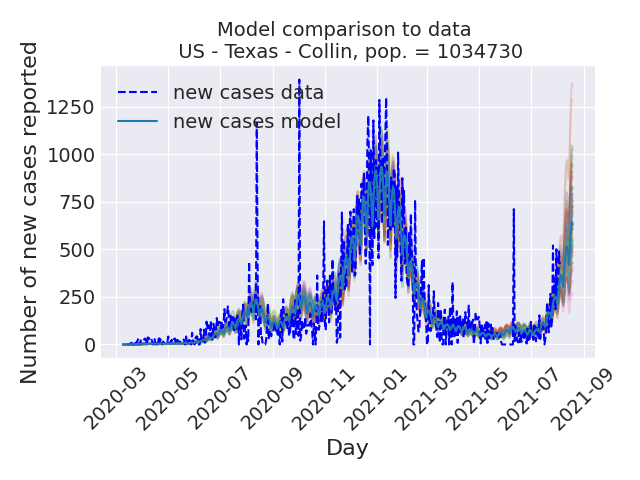 Model comparison to data
US - Texas - Collin, pop. = 1034730
Number of new cases reported
1250
1000
750
500
250
0
new cases data
new cases model
2020-03
2020-05
2020-07
2020-09
2020-11
2021-01
2021-03
2021-05
2021-07
2021-09
Day